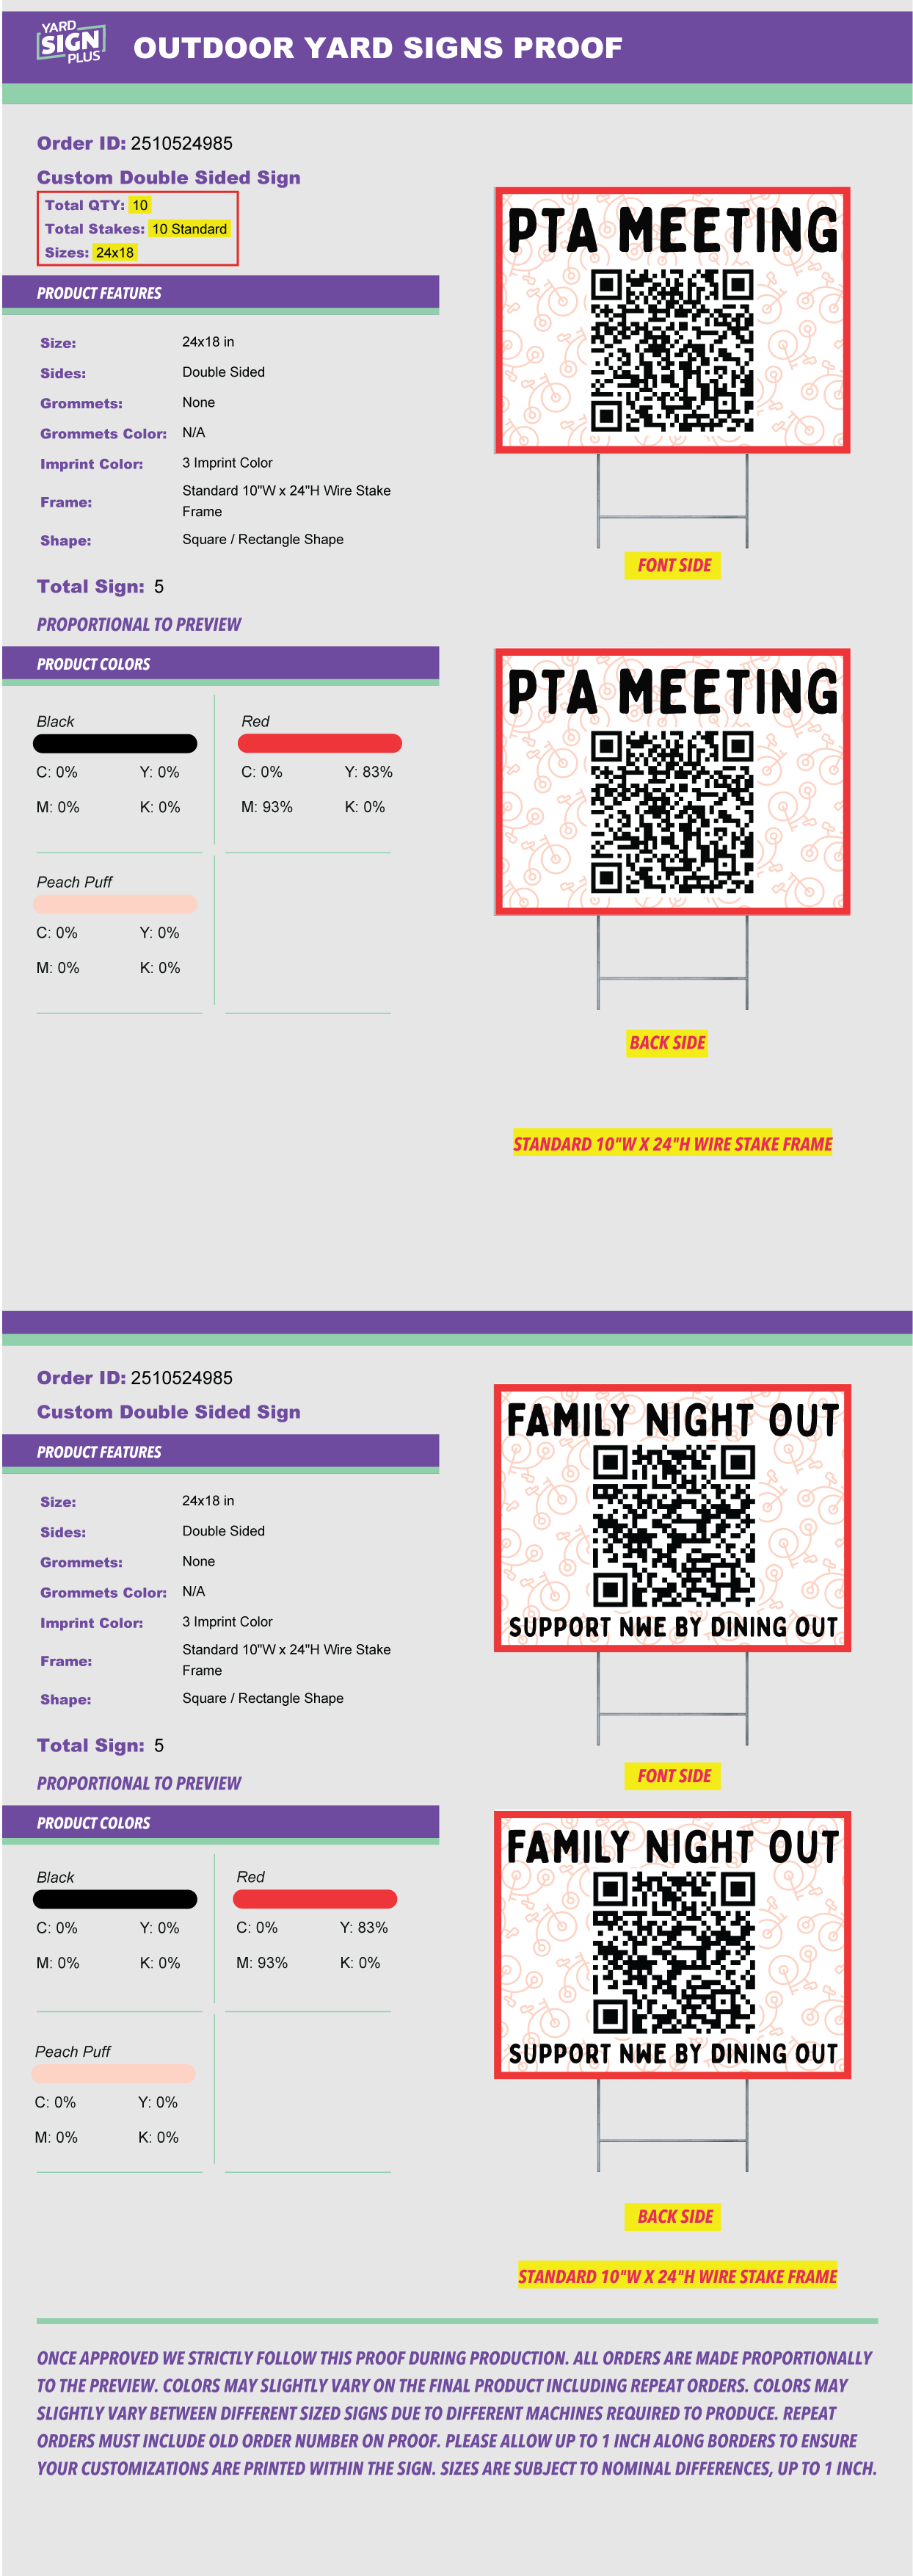 YARD
SIGN
PLUS
OUTDOOR YARD SIGNS PROOF
Order ID: 2510524985
Custom Double Sided Sign
Total QTY: 10
Total Stakes: 10 Standard
Sizes: 24x18
PRODUCT FEATURES
Size: 24x18 in
Sides: Double Sided
Grommets: None
Grommets Color: N/A
Imprint Color: 3 Imprint Color
Frame: Standard 10"W x 24"H Wire Stake
Frame
Shape: Square / Rectangle Shape
Total Sign: 5
PROPORTIONAL TO PREVIEW
PRODUCT COLORS
Black
C: 0% Y: 0%
M: 0% K: 0%
Red
C: 0% Y: 83%
M: 93% K: 0%
Peach Puff
C: 0% Y: 0%
M: 0% K: 0%
PTA MEETING
FONT SIDE
PTA MEETING
BACK SIDE
STANDARD 10"W X 24"H WIRE STAKE FRAME
Order ID: 2510524985
Custom Double Sided Sign
PRODUCT FEATURES
Size: 24x18 in
Sides: Double Sided
Grommets: None
Grommets Color: N/A
Imprint Color: 3 Imprint Color
Frame: Standard 10"W x 24"H Wire Stake
Frame
Shape: Square / Rectangle Shape
Total Sign: 5
PROPORTIONAL TO PREVIEW
PRODUCT COLORS
Black
C: 0% Y: 0%
M: 0% K: 0%
Red
C: 0% Y: 83%
M: 93% K: 0%
Peach Puff
C: 0% Y: 0%
M: 0% K: 0%
FAMILY NIGHT OUT
SUPPORT NWE BY DINING OUT
FONT SIDE
FAMILY NIGHT OUT
SUPPORT NWE BY DINING OUT
BACK SIDE
STANDARD 10"W X 24"H WIRE STAKE FRAME
ONCE APPROVED WE STRICTLY FOLLOW THIS PROOF DURING PRODUCTION. ALL ORDERS ARE MADE PROPORTIONALLY
TO THE PREVIEW. COLORS MAY SLIGHTLY VARY ON THE FINAL PRODUCT INCLUDING REPEAT ORDERS. COLORS MAY
SLIGHTLY VARY BETWEEN DIFFERENT SIZED SIGNS DUE TO DIFFERENT MACHINES REQUIRED TO PRODUCE. REPEAT
ORDERS MUST INCLUDE OLD ORDER NUMBER ON PROOF. PLEASE ALLOW UP TO 1 INCH ALONG BORDERS TO ENSURE
YOUR CUSTOMIZATIONS ARE PRINTED WITHIN THE SIGN. SIZES ARE SUBJECT TO NOMINAL DIFFERENCES, UP TO 1 INCH.